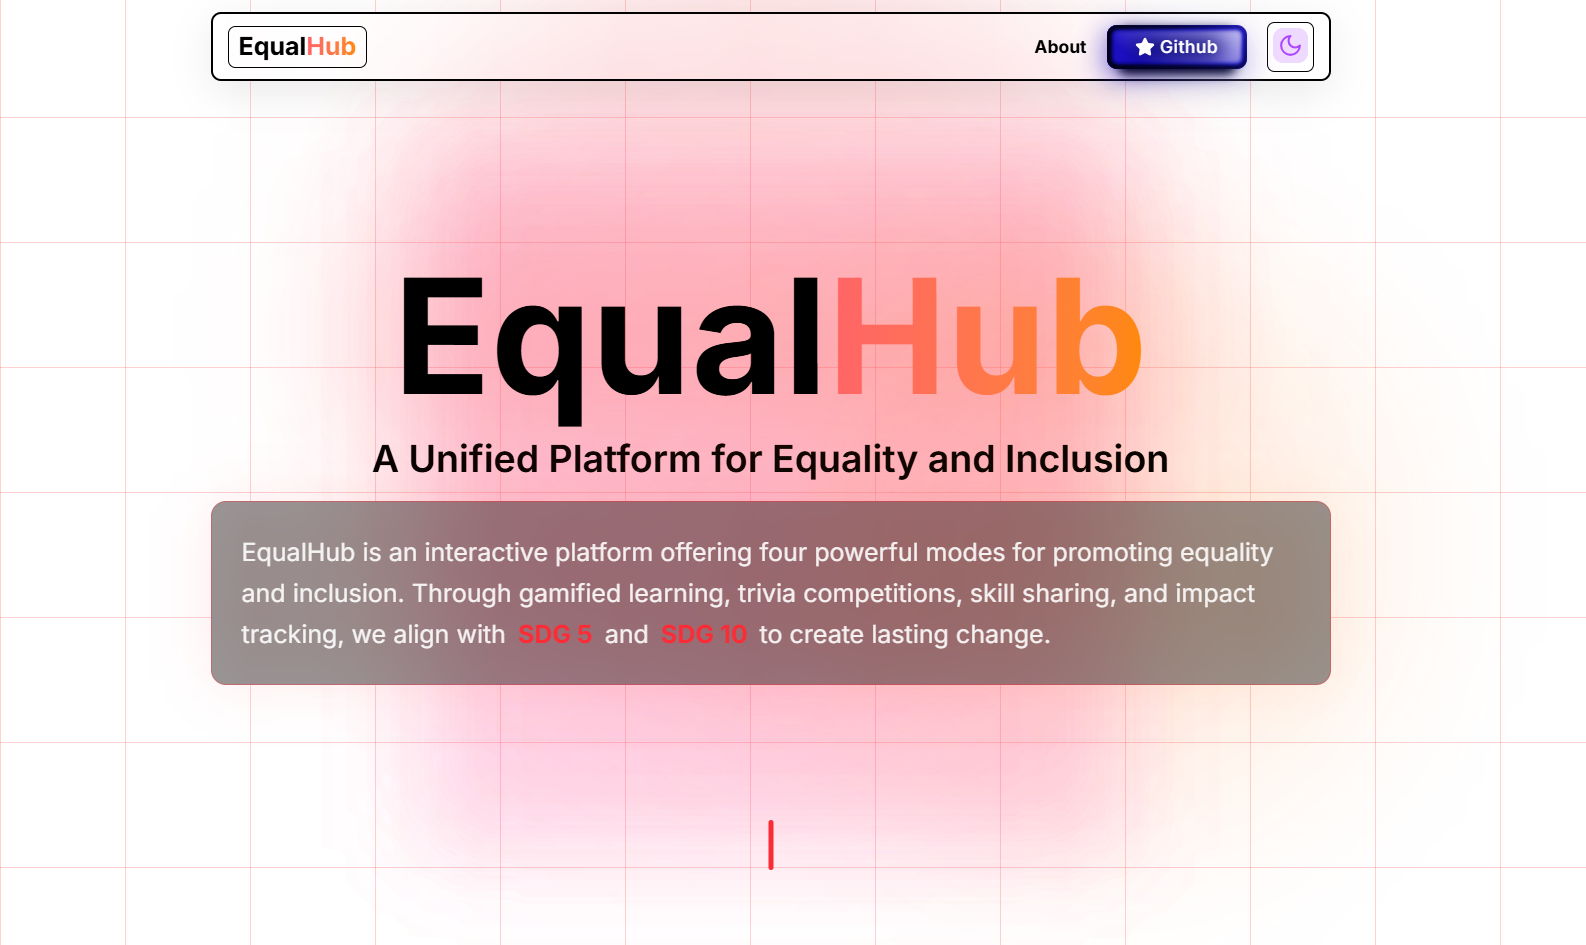 EqualHub
About
Github
EqualHub
A Unified Platform for Equality and Inclusion
EqualHub is an interactive platform offering four powerful modes for promoting equality
and inclusion. Through gamified learning, trivia competitions, skill sharing, and impact
tracking, we align with SDG 5 and SDG 10 to create lasting change.